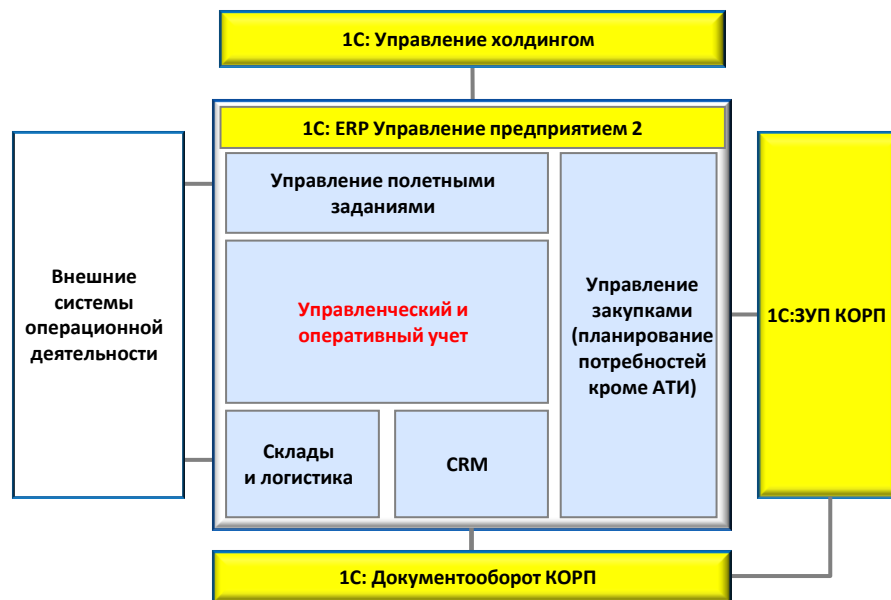 1С: Управление холдингом
1С: ERP Управление предприятием 2
Управление полетными
заданиями
Внешние
системы
операционной
деятельности
Управленческий и
оперативный учет
Управление
закупками
(планирование
потребностей
кроме АТИ)
1С:ЗУП КОРП
Склады
и логистика
CRM
1С: Документооборот КОРП